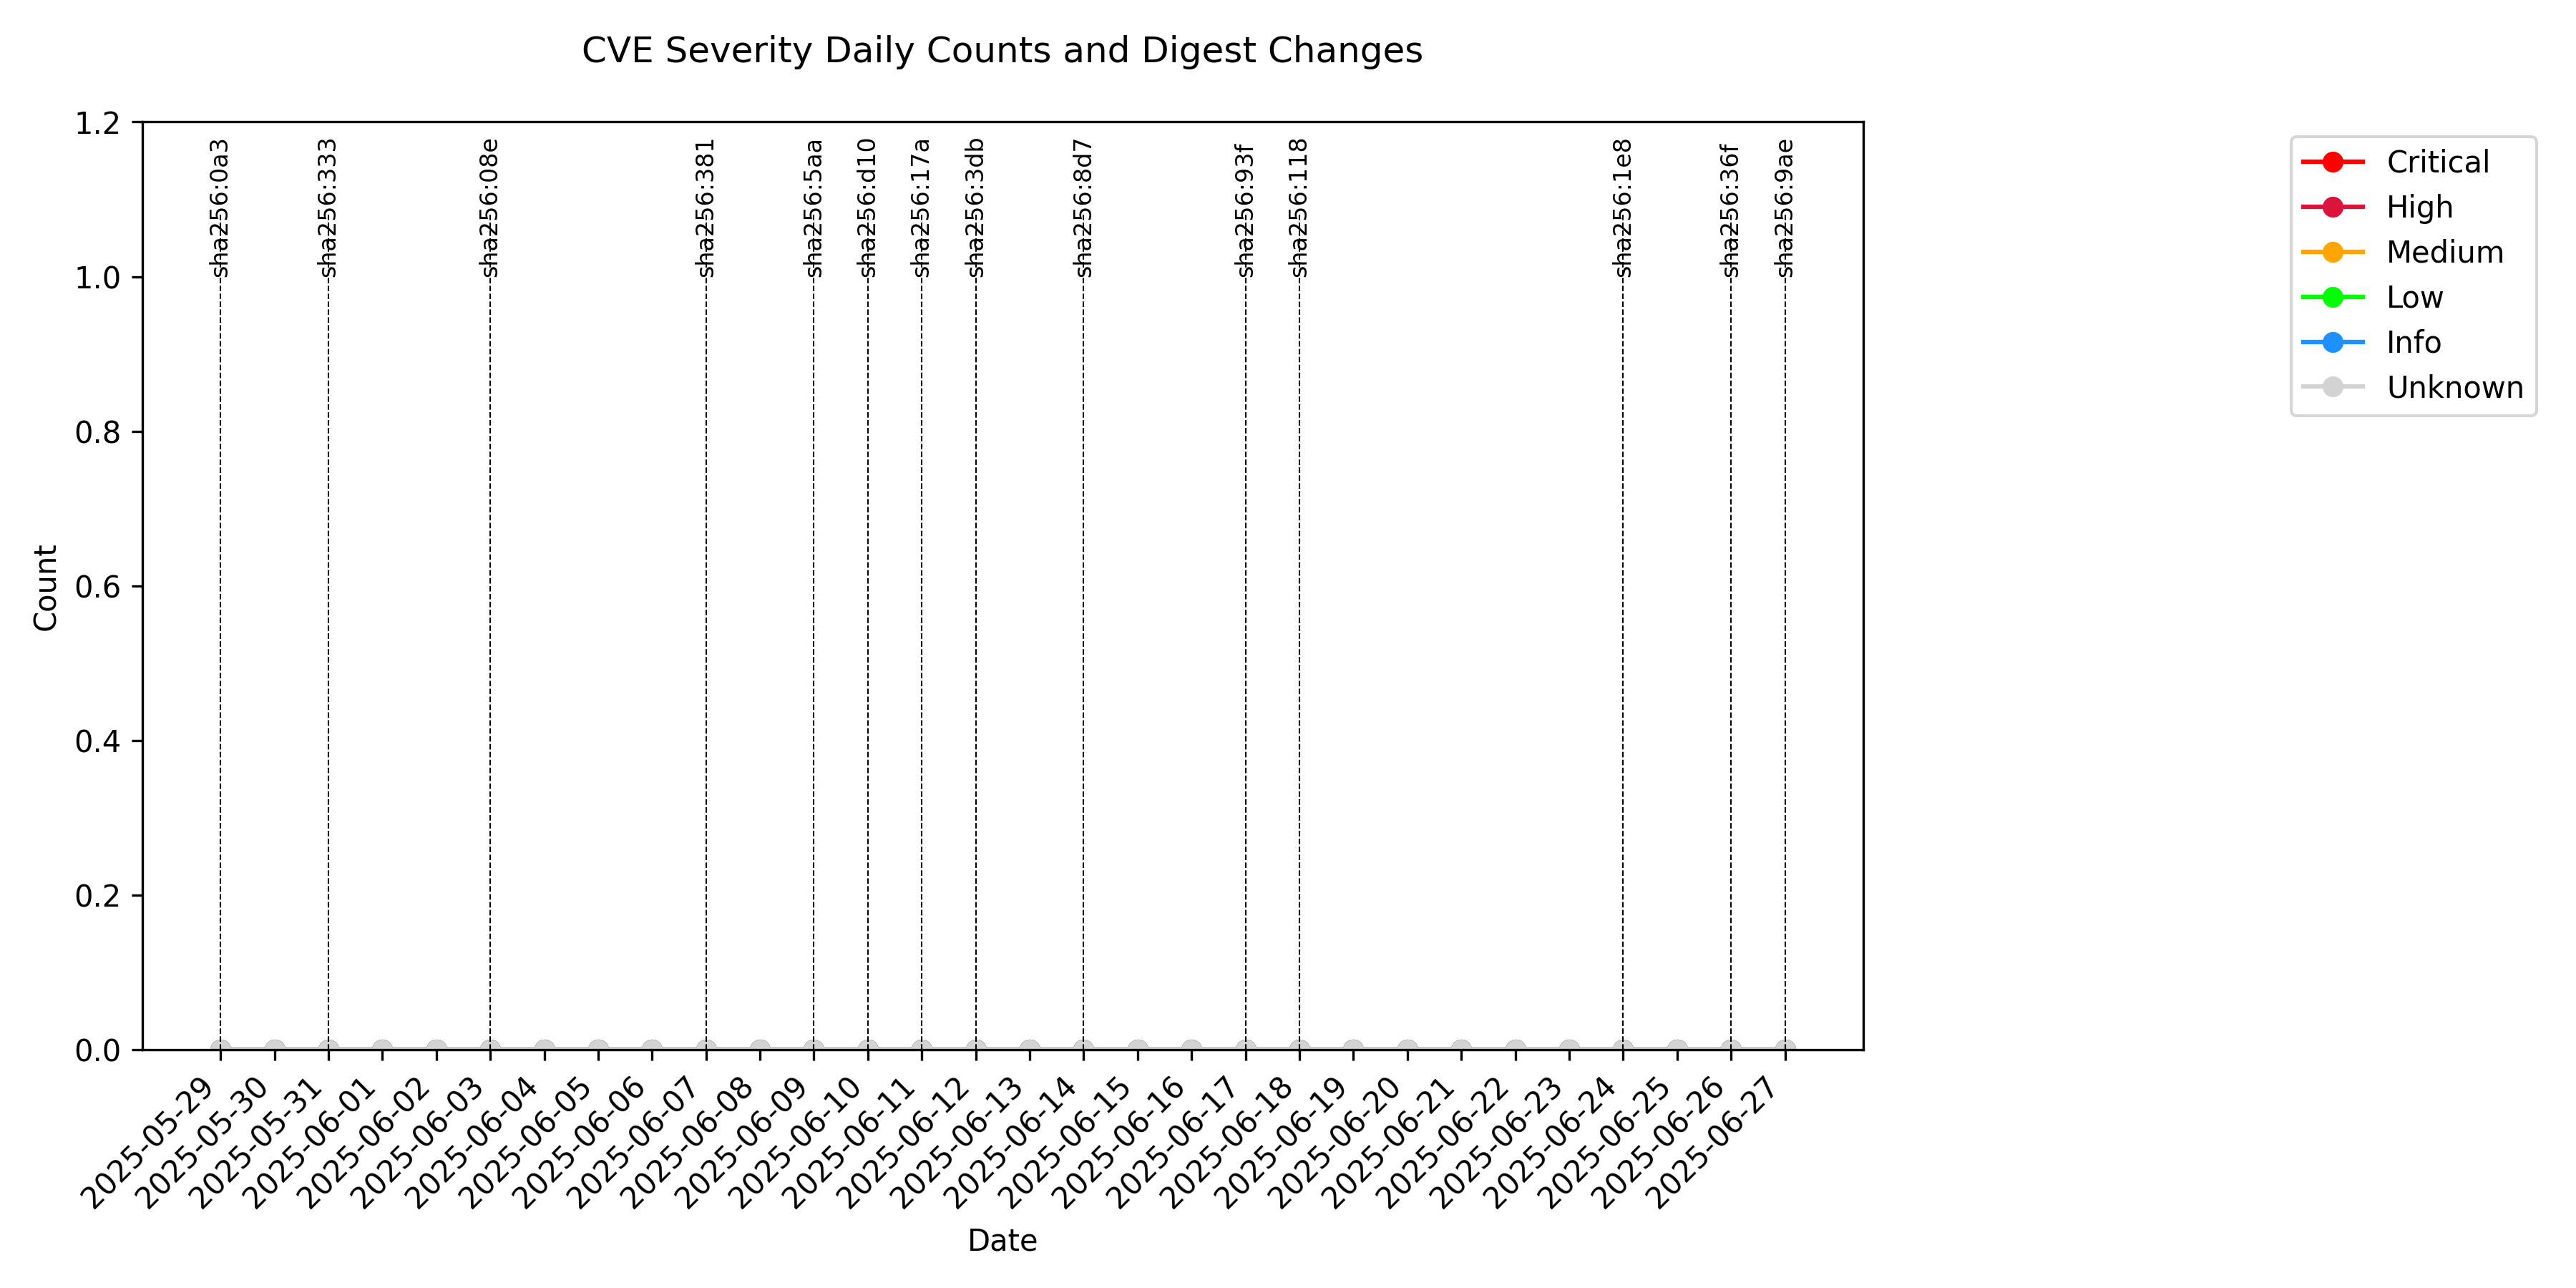 CVE Severity Daily Counts and Digest Changes
1.2
1.0
0.8
0.6
0.4
0.2
0.0
Count
sha256:0a3
sha256:333
sha256:08e
sha256:381
sha256:5aa
sha256:d10
sha256:17a
sha256:3db
sha256:8d7
sha256:93f
sha256:118
sha256:1e8
sha256:36f
sha256:9ae
Critical
High
Medium
Low
Info
Unknown
2025-05-29
2025-05-30
2025-05-31
2025-06-01
2025-06-02
2025-06-03
2025-06-04
2025-06-05
2025-06-06
2025-06-07
2025-06-08
2025-06-09
2025-06-10
2025-06-11
2025-06-12
2025-06-13
2025-06-14
2025-06-15
2025-06-16
2025-06-17
2025-06-18
2025-06-19
2025-06-20
2025-06-21
2025-06-22
2025-06-23
2025-06-24
2025-06-25
2025-06-26
2025-06-27
Date